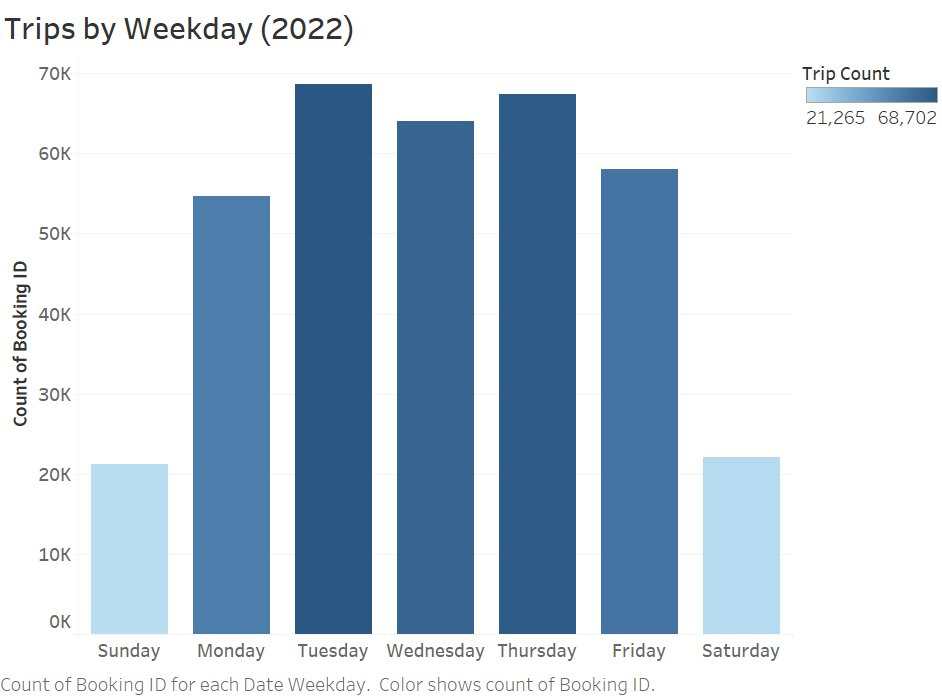 Trips by Weekday (2022)
Trip Count
21,265 68,702
Count of Booking ID
70K
60K
50K
40K
30K
20K
10K
0K
Sunday Monday Tuesday Wednesday Thursday Friday Saturday
Count of Booking ID for each Date Weekday. Color shows count of Booking ID.